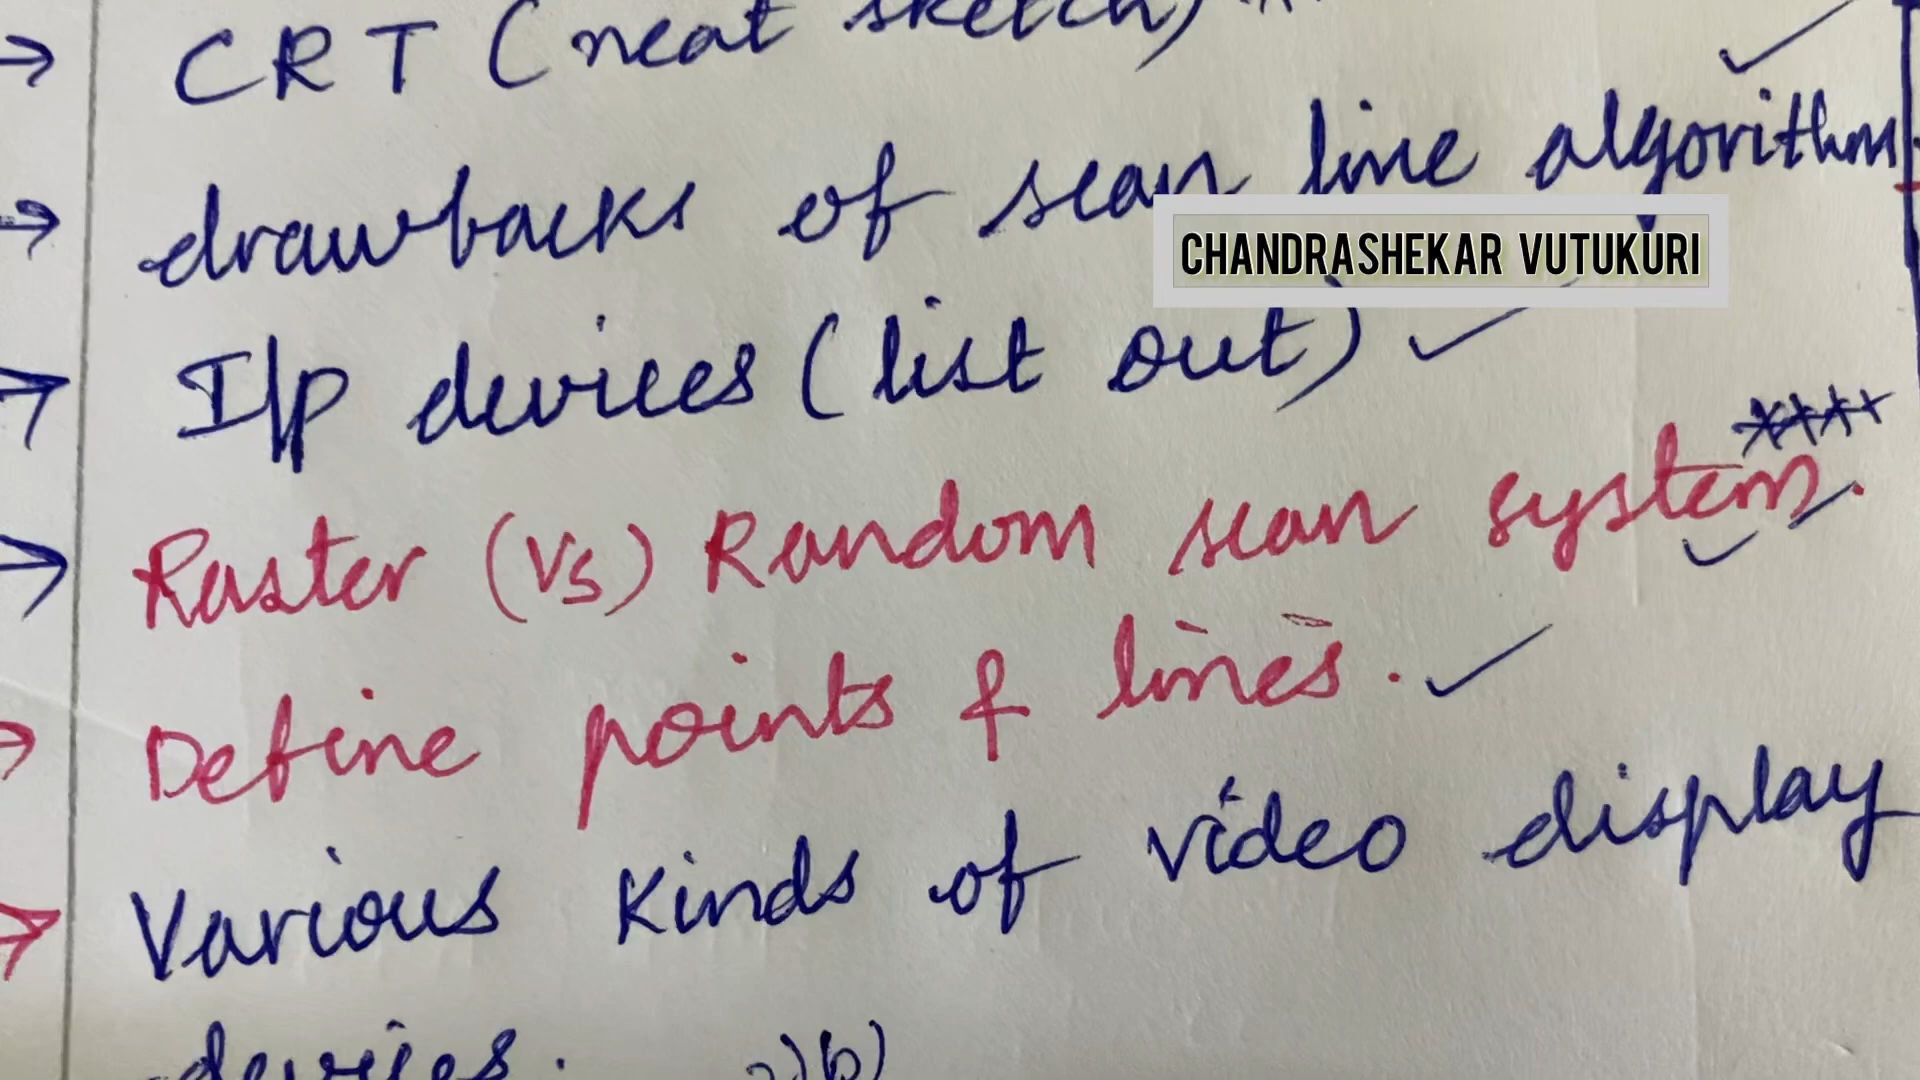 → CRT (neat sketch) **
→ drawbacks of scan line algorithm
CHANDRASHEKAR VUTUKURI
→ I/p devices (list out) ✓
→ Raster (Vs) Random scan system. ****
→ Define points & lines. ✓
→ Various kinds of video display
devices.